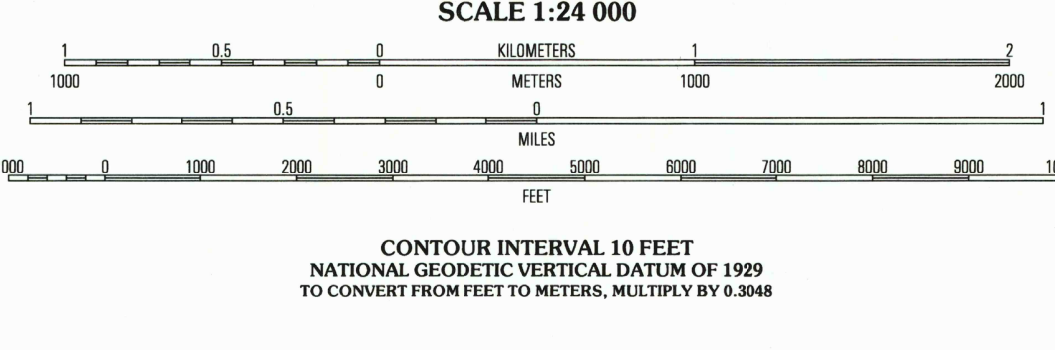 SCALE 1:24 000
1 0.5 0 KILOMETERS 1 2
1000 0 METERS 1000 2000
1 0.5 0 1
MILES
000 0 1000 2000 3000 4000 5000 6000 7000 8000 9000
FEET
CONTOUR INTERVAL 10 FEET
NATIONAL GEODETIC VERTICAL DATUM OF 1929
TO CONVERT FROM FEET TO METERS, MULTIPLY BY 0.3048